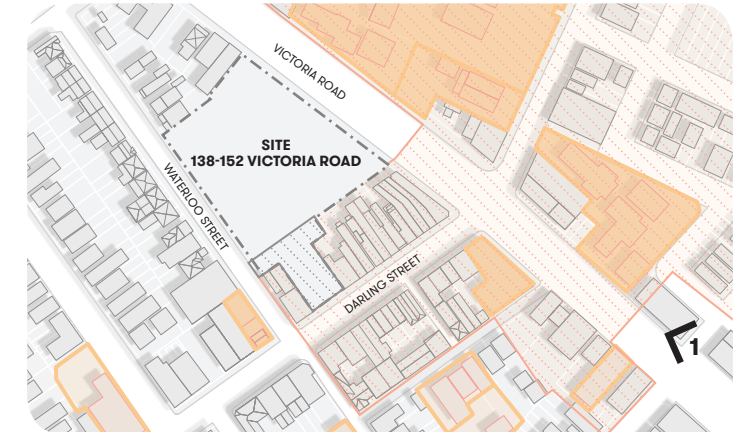 VICTORIA ROAD
SITE
138-152 VICTORIA ROAD
WATERLOO STREET
DARLING STREET
1